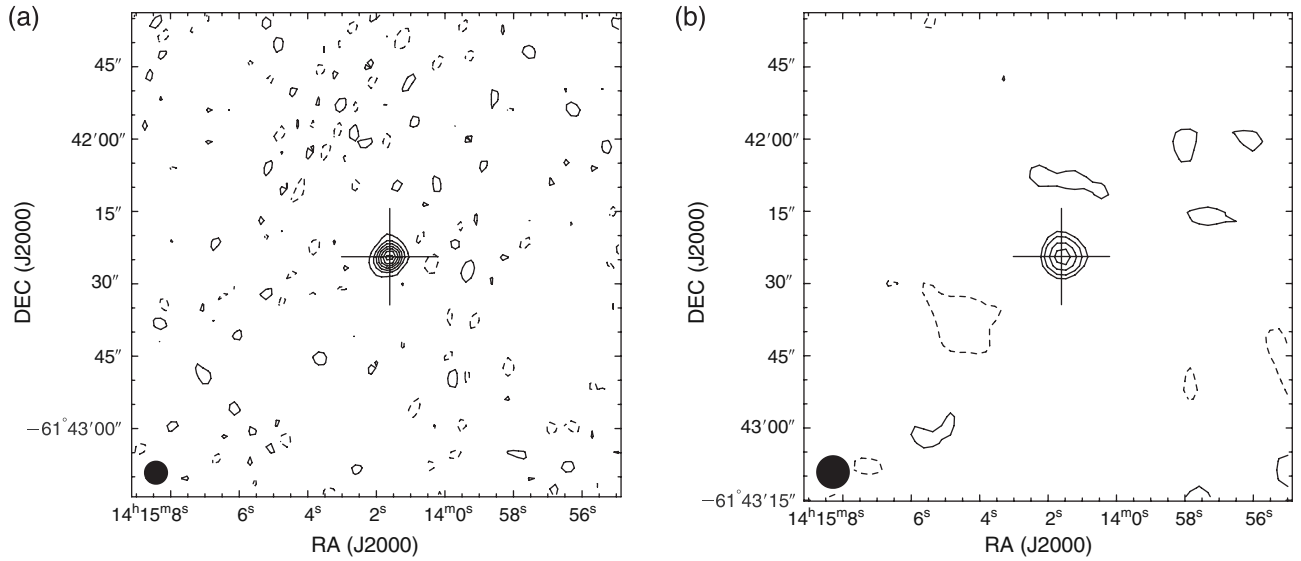 (a)
45″
42′00″
15″
30″
45″
−61°43′00″
DEC (J2000)
14ʰ15ᵐ8ˢ 6ˢ 4ˢ 2ˢ 14ᵐ0ˢ 58ˢ 56ˢ
RA (J2000)
(b)
45″
42′00″
15″
30″
45″
43′00″
−61°43′15″
DEC (J2000)
14ʰ15ᵐ8ˢ 6ˢ 4ˢ 2ˢ 14ᵐ0ˢ 58ˢ 56ˢ
RA (J2000)